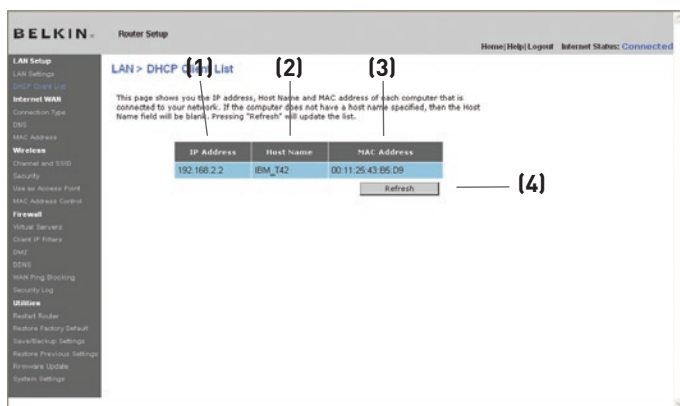 BELKIN®
Router Setup
Home|Help|Logout Internet Status: Connected
LAN Setup
LAN Settings
DHCP Client List
Internet WAN
Connection Type
DNS
MAC Address
Wireless
Channel and SSID
Security
Use as Access Point
MAC Address Control
Firewall
Virtual Servers
Client IP Filters
DMZ
DDNS
WAN Ping Blocking
Security Log
Utilities
Restart Router
Restore Factory Default
Save/Backup Settings
Restore Previous Settings
Firmware Update
System Settings
LAN > DHCP Client List
(1) (2) (3)
This page shows you the IP address, Host Name and MAC address of each computer that is
connected to your network. If the computer does not have a host name specified, then the Host
Name field will be blank. Pressing "Refresh" will update the list.
IP Address Host Name MAC Address
192.168.2.2 IBM_T42 00:11:25:43:B5:D9
Refresh
(4)